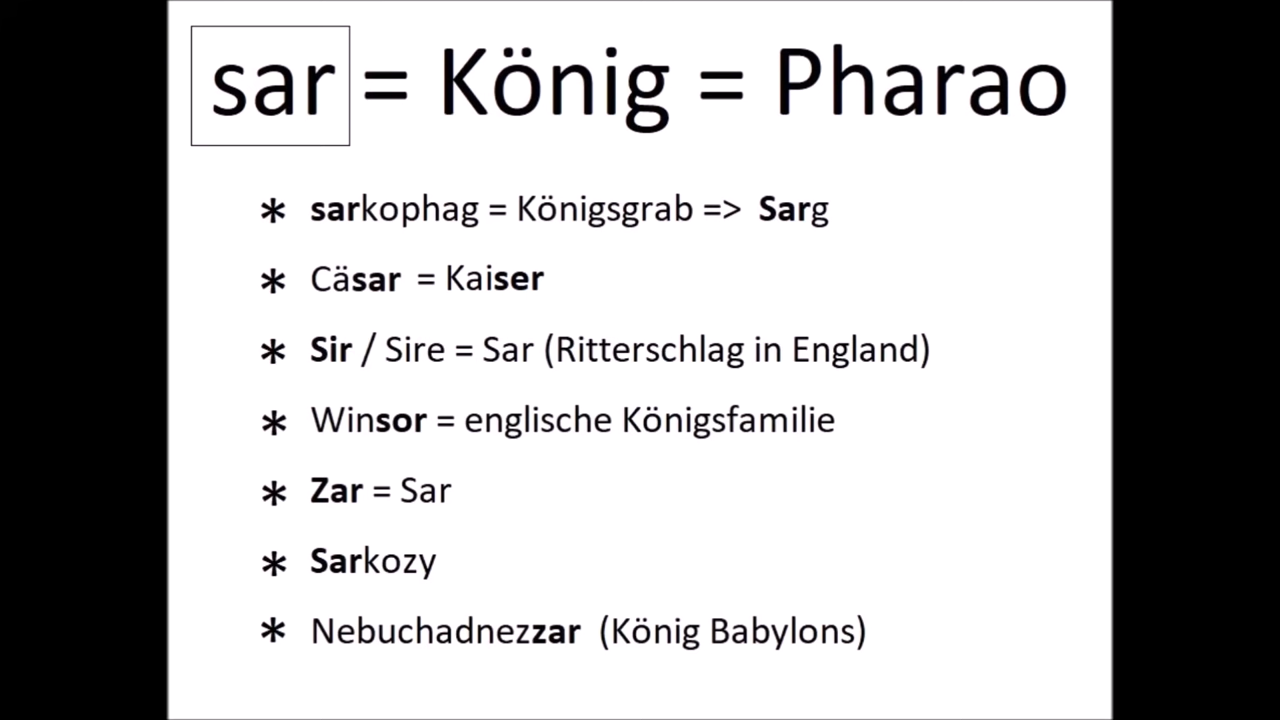 sar = König = Pharao
* sarkophag = Königsgrab => Sarg
* Cäsar = Kaiser
* Sir / Sire = Sar (Ritterschlag in England)
* Winsor = englische Königsfamilie
* Zar = Sar
* Sarkozy
* Nebuchadnezzar (König Babylons)